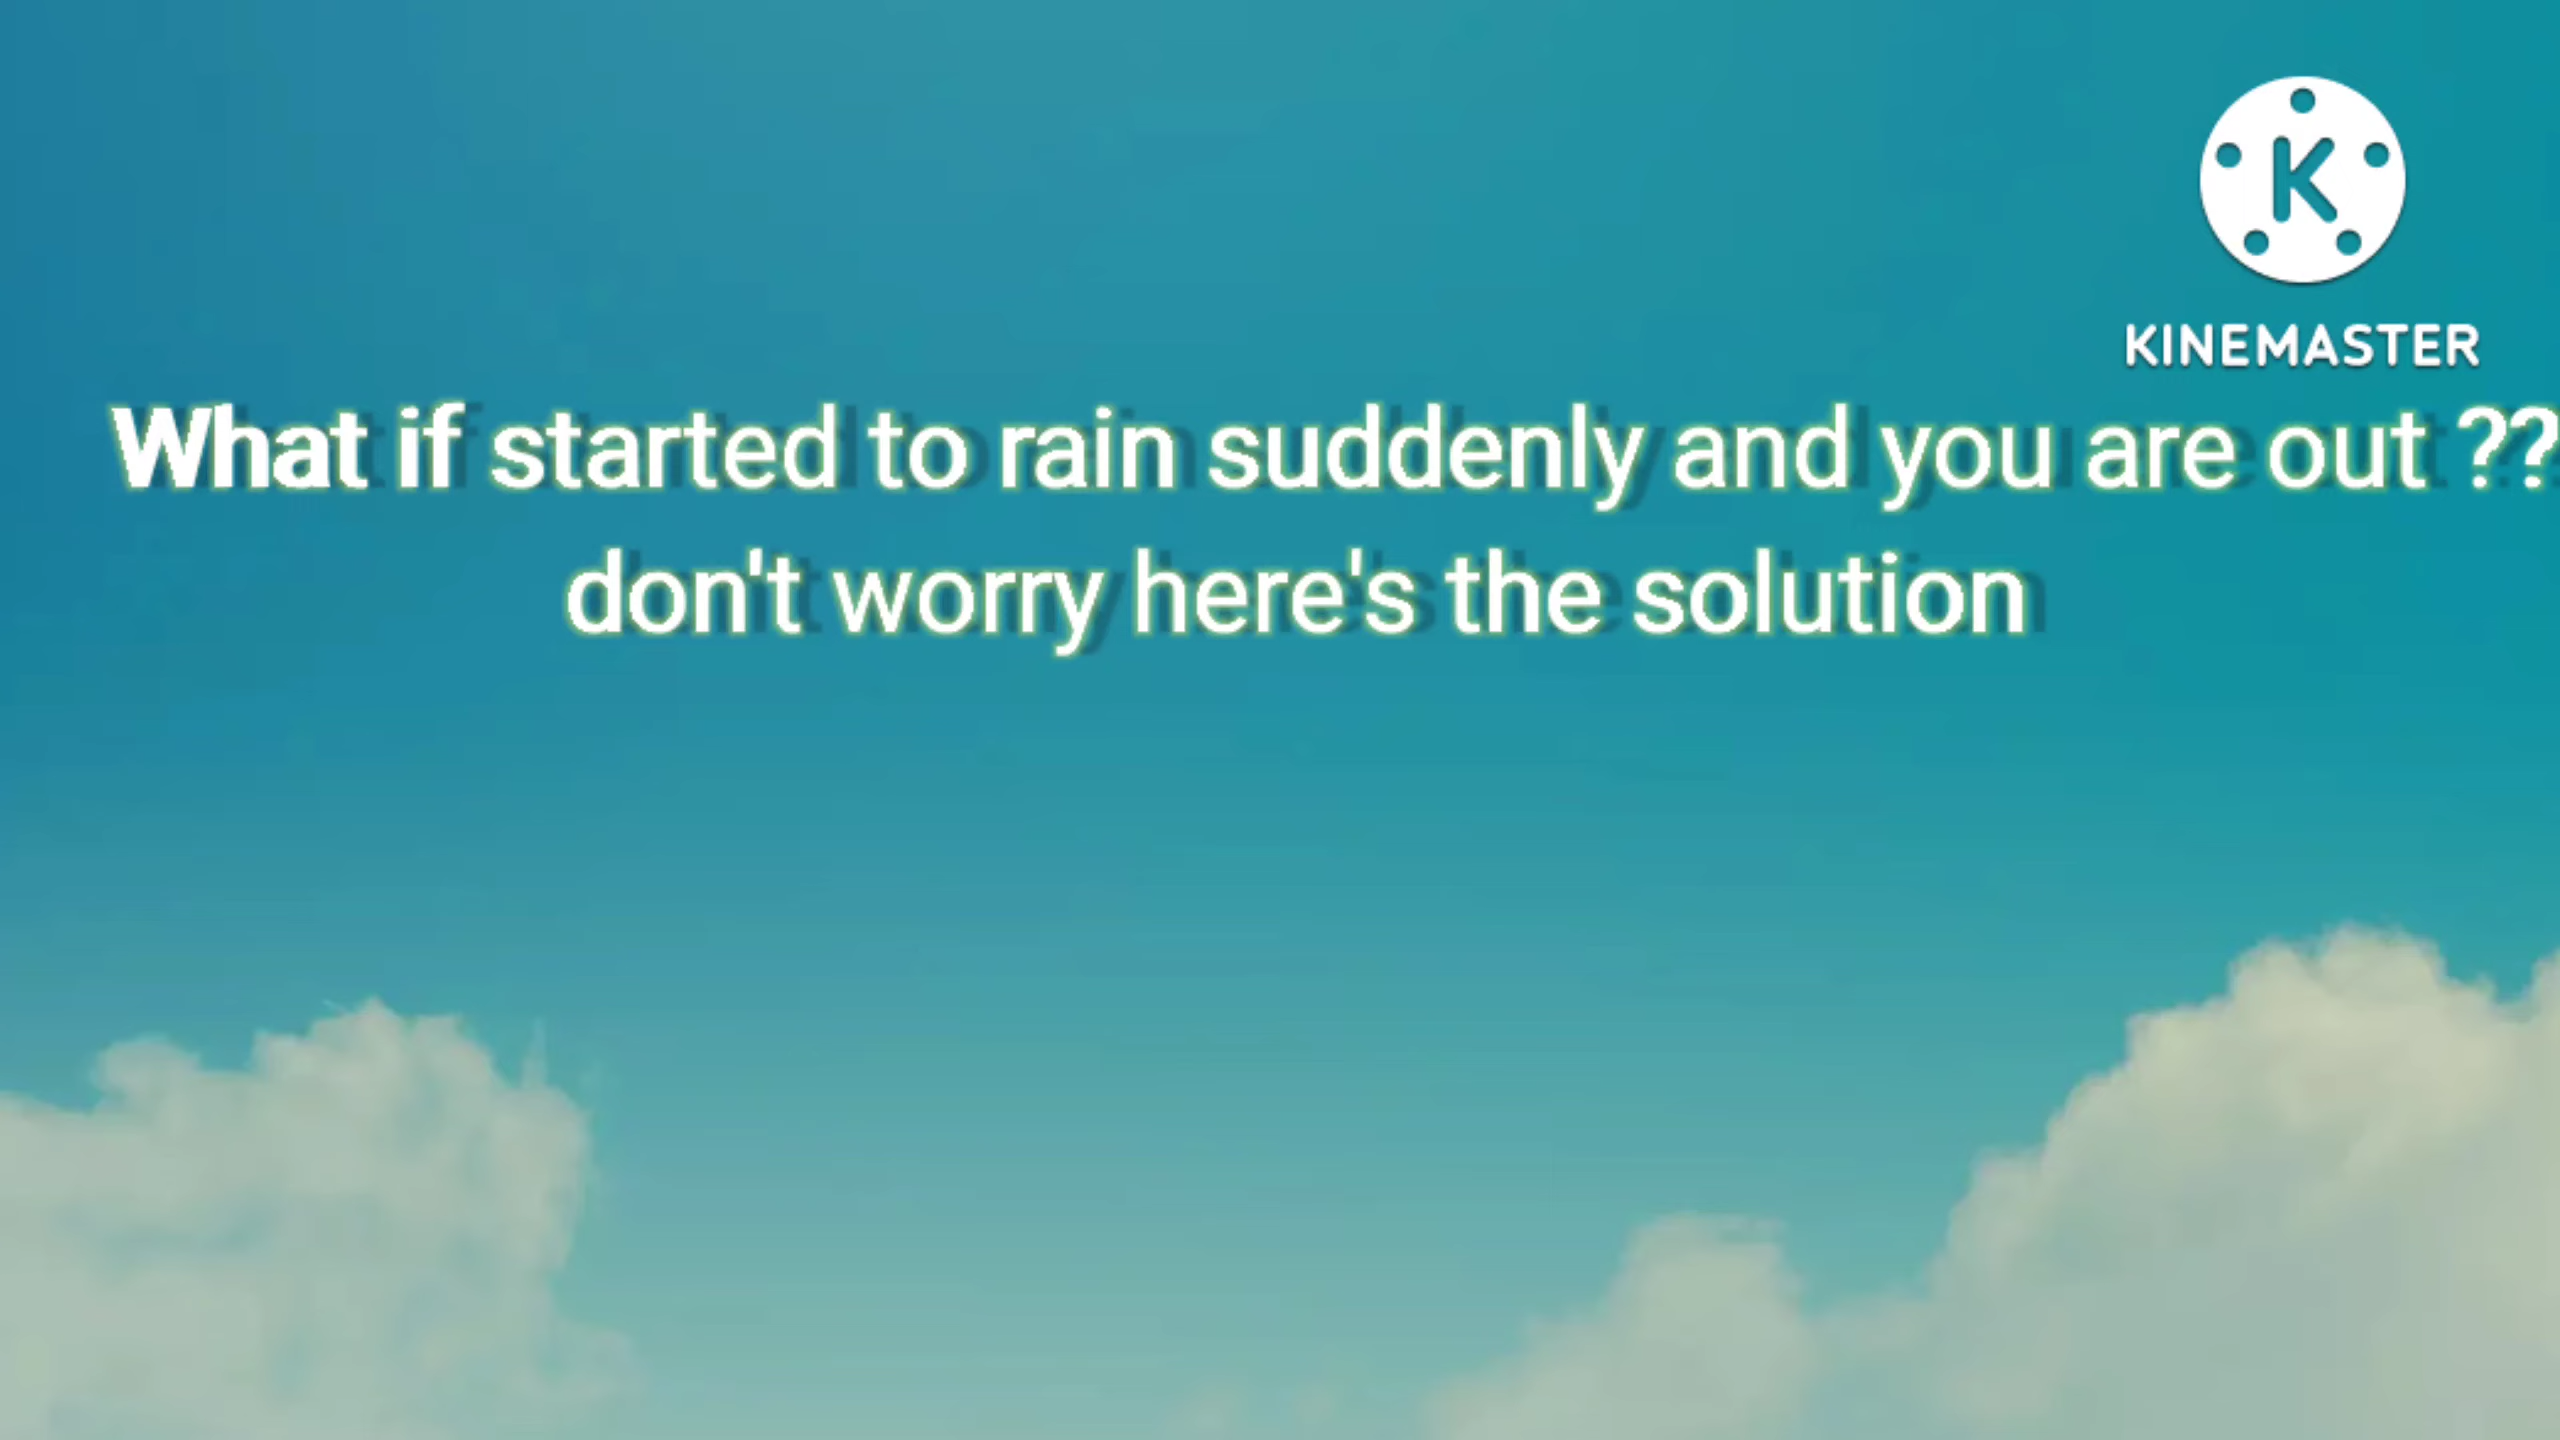 K
KINEMASTER
What if started to rain suddenly and you are out ??
don't worry here's the solution